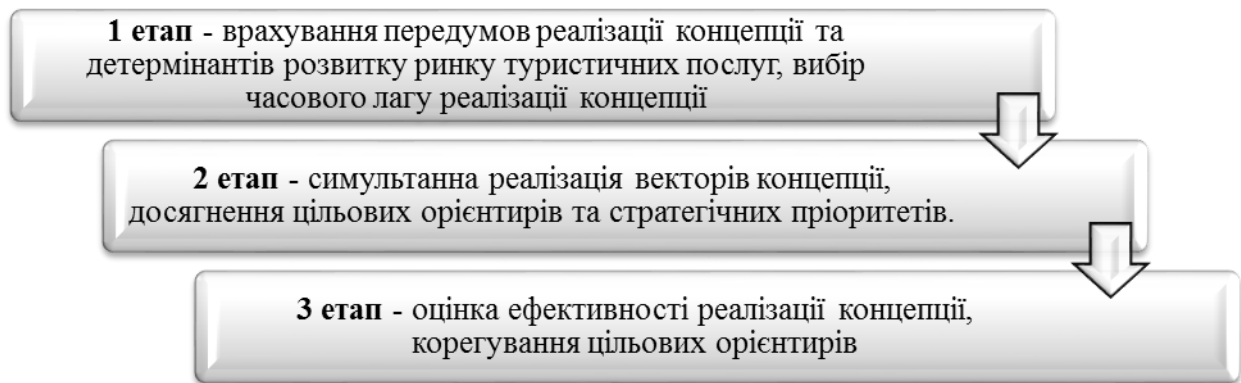 1 етап - врахування передумов реалізації концепції та
детермінантів розвитку ринку туристичних послуг, вибір
часового лагу реалізації концепції
2 етап - симультанна реалізація векторів концепції,
досягнення цільових орієнтирів та стратегічних пріоритетів.
3 етап - оцінка ефективності реалізації концепції,
корегування цільових орієнтирів